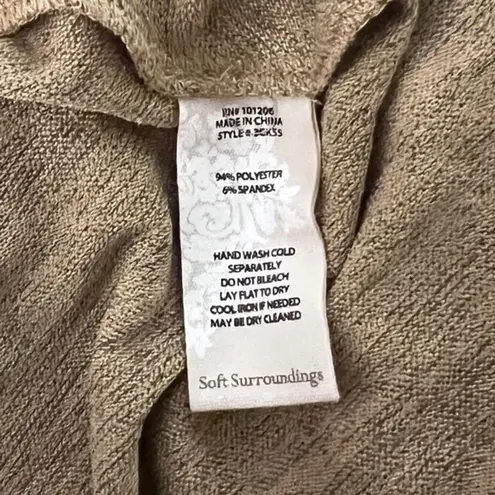 RN# 101206
MADE IN CHINA
STYLE#
94% POLYESTER
6% SPANDEX
HAND WASH COLD
SEPARATELY
DO NOT BLEACH
LAY FLAT TO DRY
COOL IRON IF NEEDED
MAY BE DRY CLEANED
Soft Surroundings